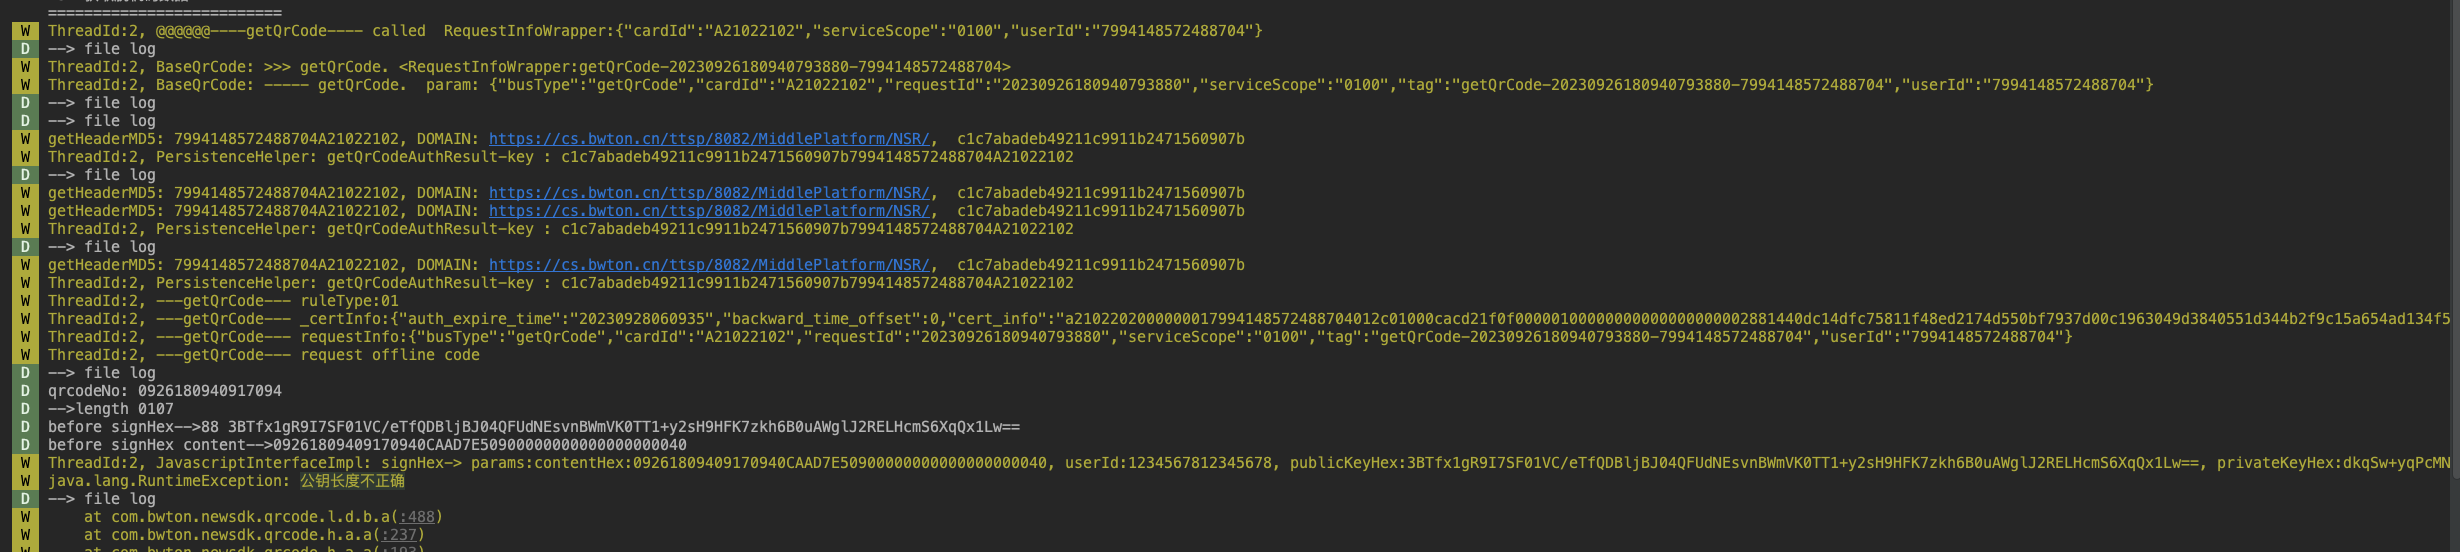 ==========================
W ThreadId:2, @@@@@@----getQrCode---- called  RequestInfoWrapper:{"cardId":"A21022102","serviceScope":"0100","userId":"7994148572488704"}
D --> file log
W ThreadId:2, BaseQrCode: >>> getQrCode. <RequestInfoWrapper:getQrCode-20230926180940793880-7994148572488704>
W ThreadId:2, BaseQrCode: ----- getQrCode.  param: {"busType":"getQrCode","cardId":"A21022102","requestId":"20230926180940793880","serviceScope":"0100","tag":"getQrCode-20230926180940793880-7994148572488704","userId":"7994148572488704"}
D --> file log
D --> file log
W getHeaderMD5: 7994148572488704A21022102, DOMAIN: https://cs.bwton.cn/ttsp/8082/MiddlePlatform/NSR/,  c1c7abadeb49211c9911b2471560907b
W ThreadId:2, PersistenceHelper: getQrCodeAuthResult-key : c1c7abadeb49211c9911b2471560907b7994148572488704A21022102
D --> file log
W getHeaderMD5: 7994148572488704A21022102, DOMAIN: https://cs.bwton.cn/ttsp/8082/MiddlePlatform/NSR/,  c1c7abadeb49211c9911b2471560907b
W getHeaderMD5: 7994148572488704A21022102, DOMAIN: https://cs.bwton.cn/ttsp/8082/MiddlePlatform/NSR/,  c1c7abadeb49211c9911b2471560907b
W ThreadId:2, PersistenceHelper: getQrCodeAuthResult-key : c1c7abadeb49211c9911b2471560907b7994148572488704A21022102
D --> file log
W getHeaderMD5: 7994148572488704A21022102, DOMAIN: https://cs.bwton.cn/ttsp/8082/MiddlePlatform/NSR/,  c1c7abadeb49211c9911b2471560907b
W ThreadId:2, PersistenceHelper: getQrCodeAuthResult-key : c1c7abadeb49211c9911b2471560907b7994148572488704A21022102
W ThreadId:2, ---getQrCode--- ruleType:01
W ThreadId:2, ---getQrCode--- _certInfo:{"auth_expire_time":"20230928060935","backward_time_offset":0,"cert_info":"a2102202000000017994148572488704012c01000cacd21f0f0000010000000000000000000002881440dc14dfc75811f48ed2174d550bf7937d00c1963049d3840551d344b2f9c15a654ad134f5
W ThreadId:2, ---getQrCode--- requestInfo:{"busType":"getQrCode","cardId":"A21022102","requestId":"20230926180940793880","serviceScope":"0100","tag":"getQrCode-20230926180940793880-7994148572488704","userId":"7994148572488704"}
W ThreadId:2, ---getQrCode--- request offline code
D --> file log
D qrcodeNo: 0926180940917094
D -->length 0107
D before signHex-->88 3BTfx1gR9I7SF01VC/eTfQDBljBJ04QFUdNEsvnBWmVK0TT1+y2sH9HFK7zkh6B0uAWglJ2RELHcmS6XqQx1Lw==
D before signHex content-->09261809409170940CAAD7E50900000000000000000040
W ThreadId:2, JavascriptInterfaceImpl: signHex-> params:contentHex:09261809409170940CAAD7E50900000000000000000040, userId:1234567812345678, publicKeyHex:3BTfx1gR9I7SF01VC/eTfQDBljBJ04QFUdNEsvnBWmVK0TT1+y2sH9HFK7zkh6B0uAWglJ2RELHcmS6XqQx1Lw==, privateKeyHex:dkqSw+yqPcMN
W java.lang.RuntimeException: 公钥长度不正确
D --> file log
W at com.bwton.newsdk.qrcode.l.d.b.a(:488)
W at com.bwton.newsdk.qrcode.h.a.a(:237)
W at com.bwton.newsdk.qrcode.h.a.a(:193)